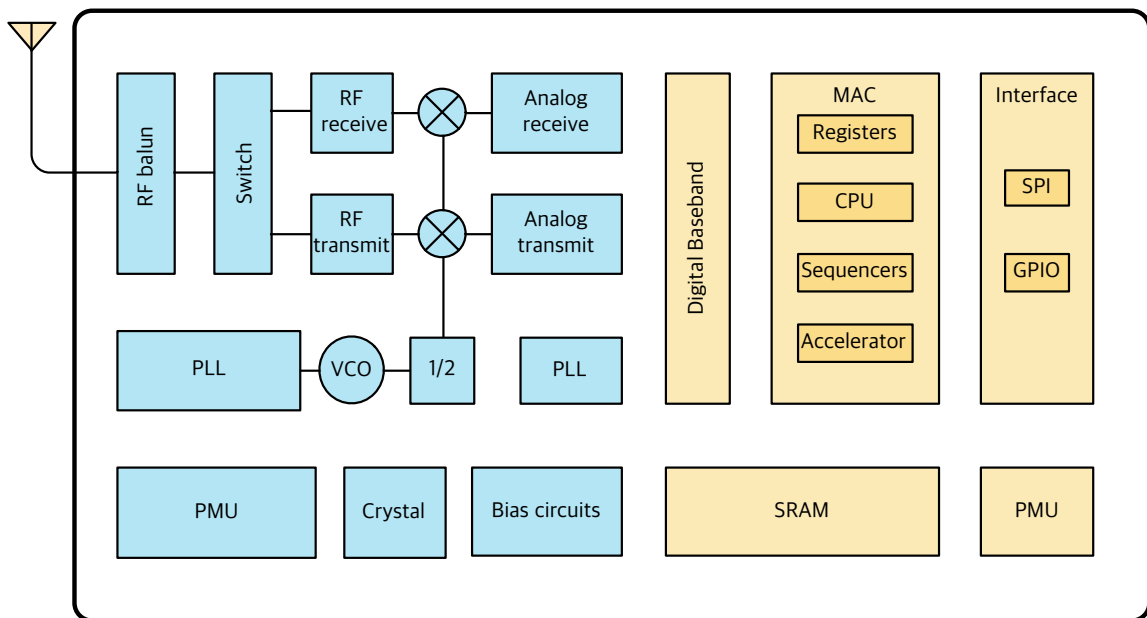 RF balun
Switch
RF
receive
Analog
receive
RF
transmit
Analog
transmit
PLL
VCO
1/2
PLL
PMU
Crystal
Bias circuits
Digital Baseband
MAC
Registers
CPU
Sequencers
Accelerator
Interface
SPI
GPIO
SRAM
PMU